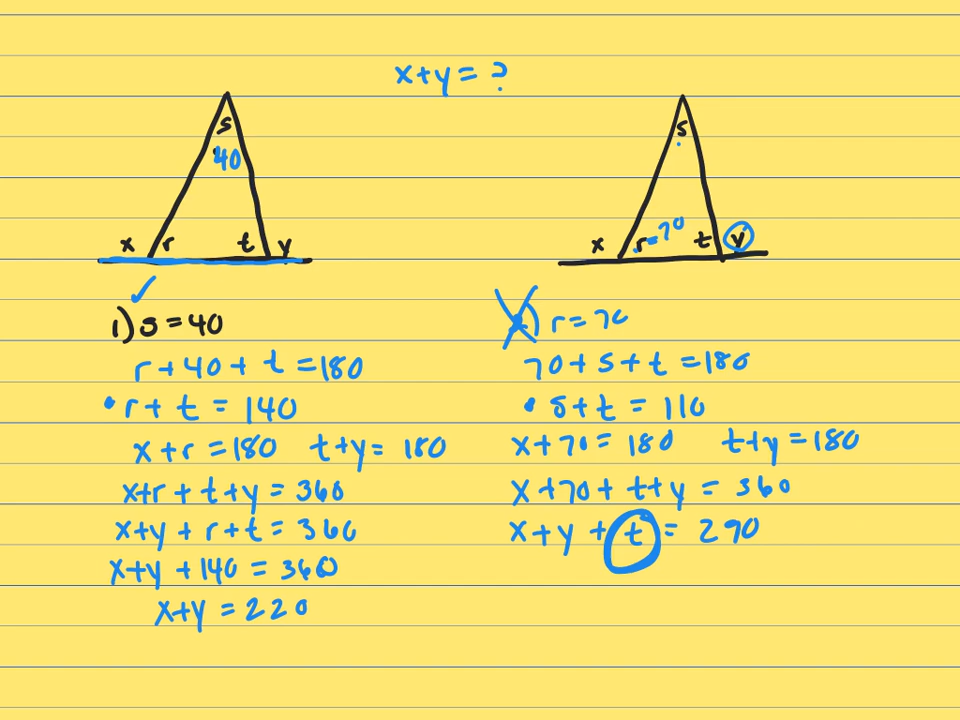 x+y = ?
s
40
x r t y
s
x r=70 t y
1) s = 40
r + 40 + t = 180
• r + t = 140
x + r = 180 t + y = 180
x+r + t + y = 360
x+y + r + t = 360
x+y + 140 = 360
x+y = 220
2) r = 70
70 + s + t = 180
• s + t = 110
x + 70 = 180 t+y = 180
x + 70 + t + y = 360
x + y + t = 290